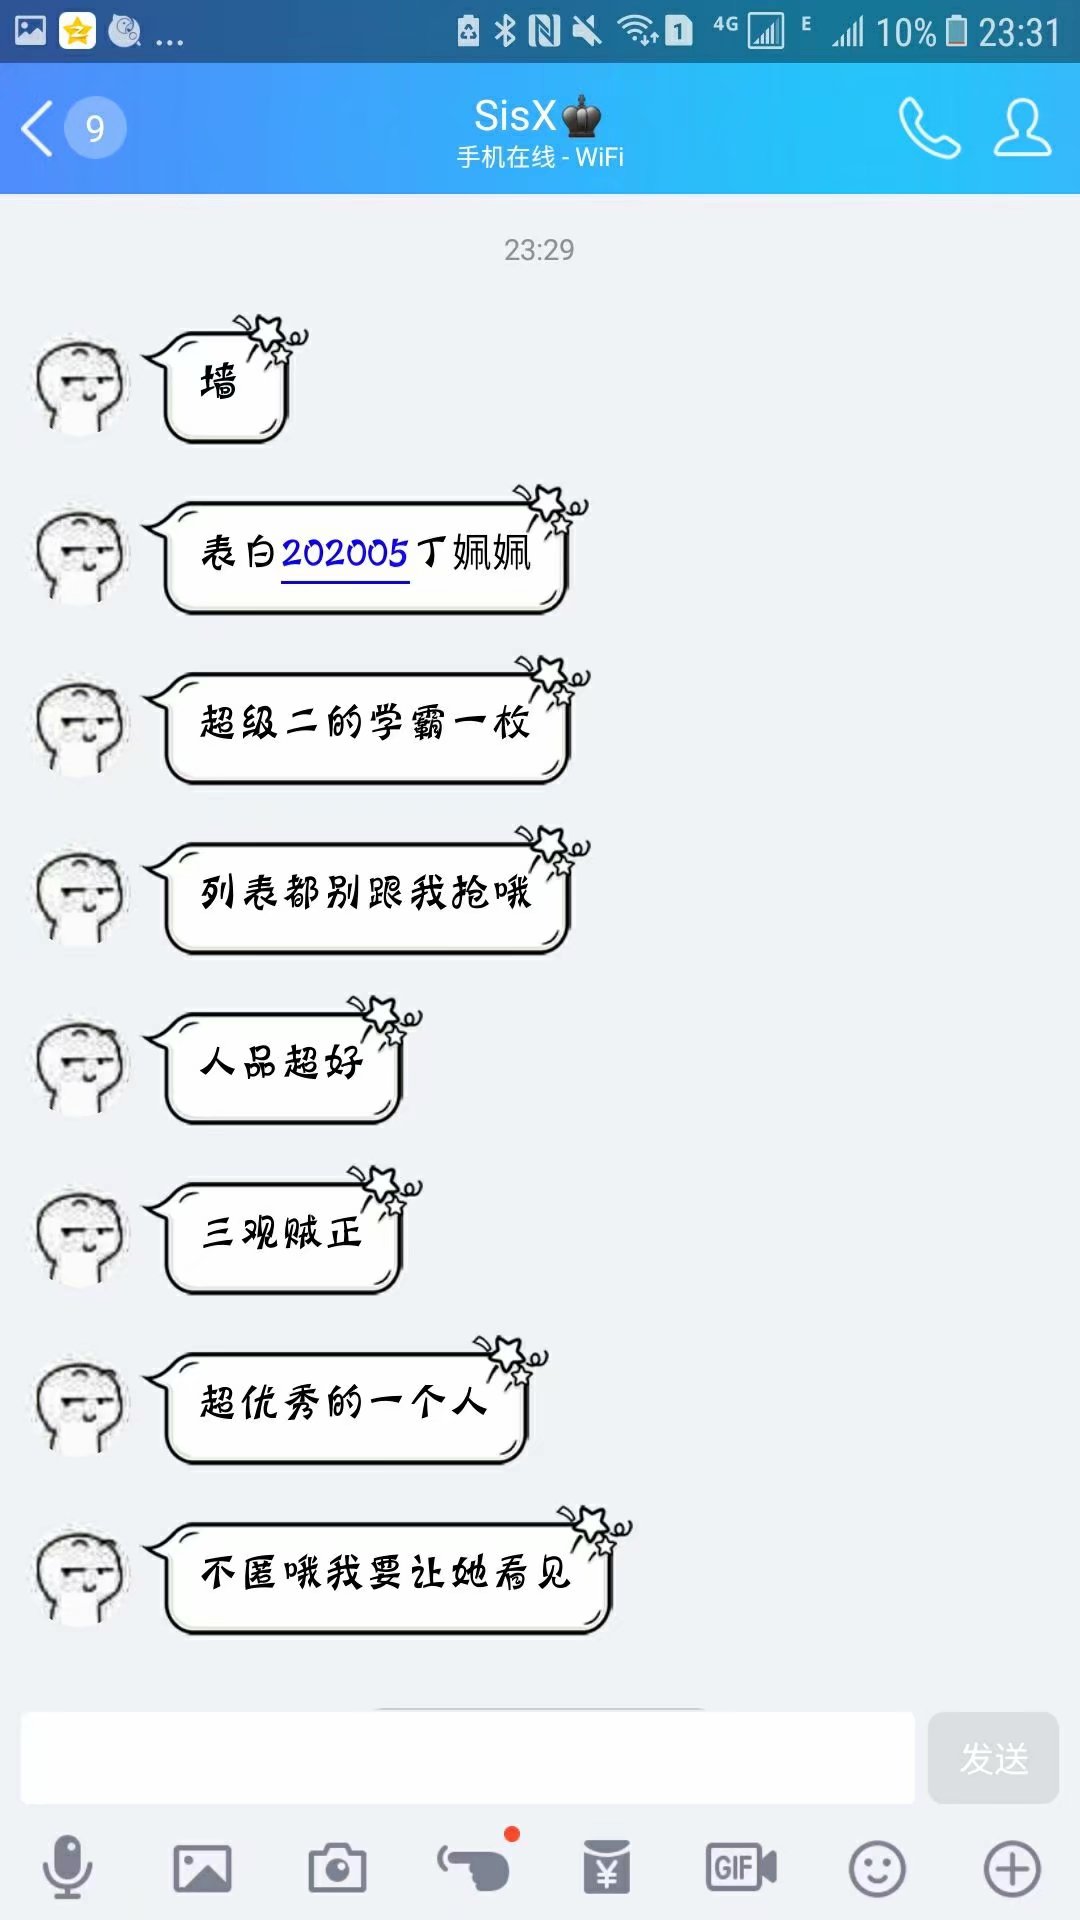 4G E 10% 23:31
9
SisX
手机在线 - WiFi
23:29
墙
表白202005丁姵姵
超级二的学霸一枚
列表都别跟我抢哦
人品超好
三观贼正
超优秀的一个人
不匿哦我要让她看见
发送
GIF